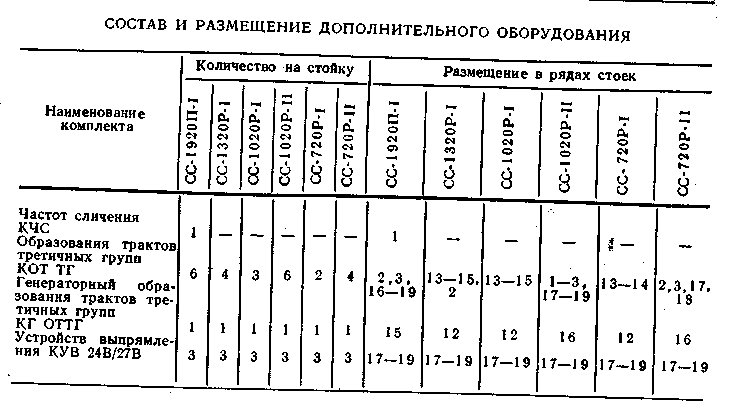 СОСТАВ И РАЗМЕЩЕНИЕ ДОПОЛНИТЕЛЬНОГО ОБОРУДОВАНИЯ
Наименование комплекта
Количество на стойку
Размещение в рядах стоек
СС-1920П-I
СС-1320Р-I
СС-1020Р-I
СС-1020Р-II
СС-720Р-I
СС-720Р-II
СС-1920П-I
СС-1320Р-I
СС-1020Р-I
СС-1020Р-II
СС-720Р-I
СС-720Р-II
Частот сличения
КЧС 1 — — — — — 1 — — — — —
Образования трактов
третичных групп
КОТ ТГ 6 4 3 6 2 4 2,3, 13—15, 13—15 1—3, 13—14 2,3,17,
Генераторный обра- 16—19 2 17—19 18
зования трактов тре-
тичных групп
КГ ОТТГ 1 1 1 1 1 1 15 12 12 16 12 16
Устройств выпрямле-
ния КУВ 24В/27В 3 3 3 3 3 3 17—19 17—19 17—19 17—19 17—19 17—19